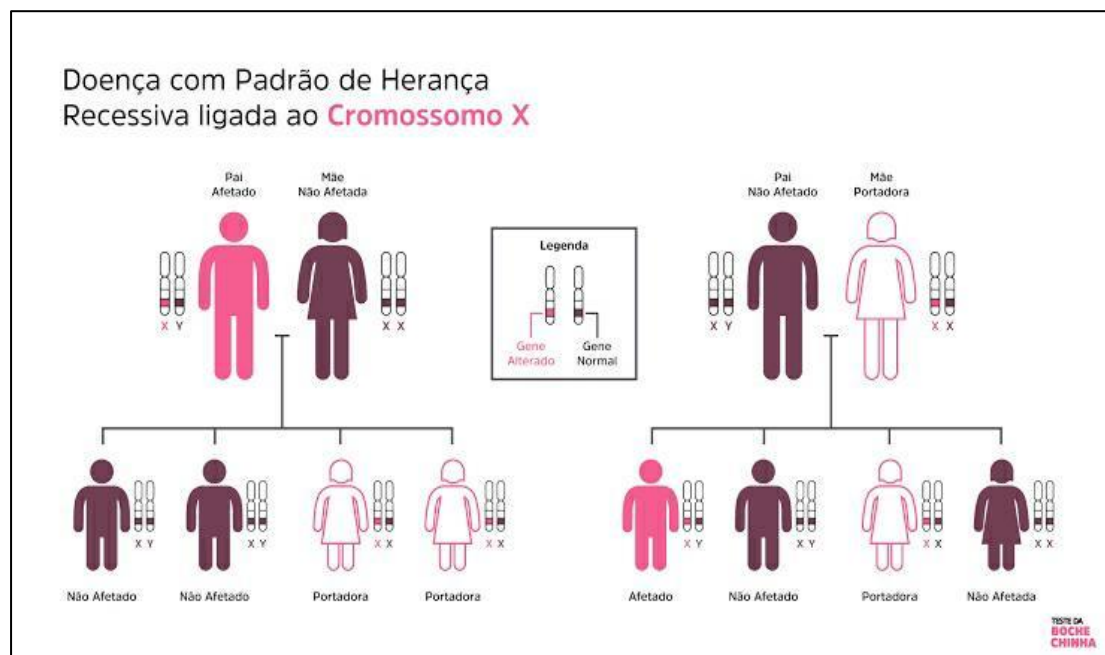 Doença com Padrão de Herança
Recessiva ligada ao Cromossomo X
Pai
Afetado
Mãe
Não Afetada
X Y
X X
Legenda
Gene
Alterado
Gene
Normal
Pai
Não Afetado
Mãe
Portadora
X Y
X X
X Y
X Y
X X
X X
Não Afetado
Não Afetado
Portadora
Portadora
X Y
X Y
X X
X X
Afetado
Não Afetado
Portadora
Não Afetada
TESTE DA
BOCHE
CHINHA